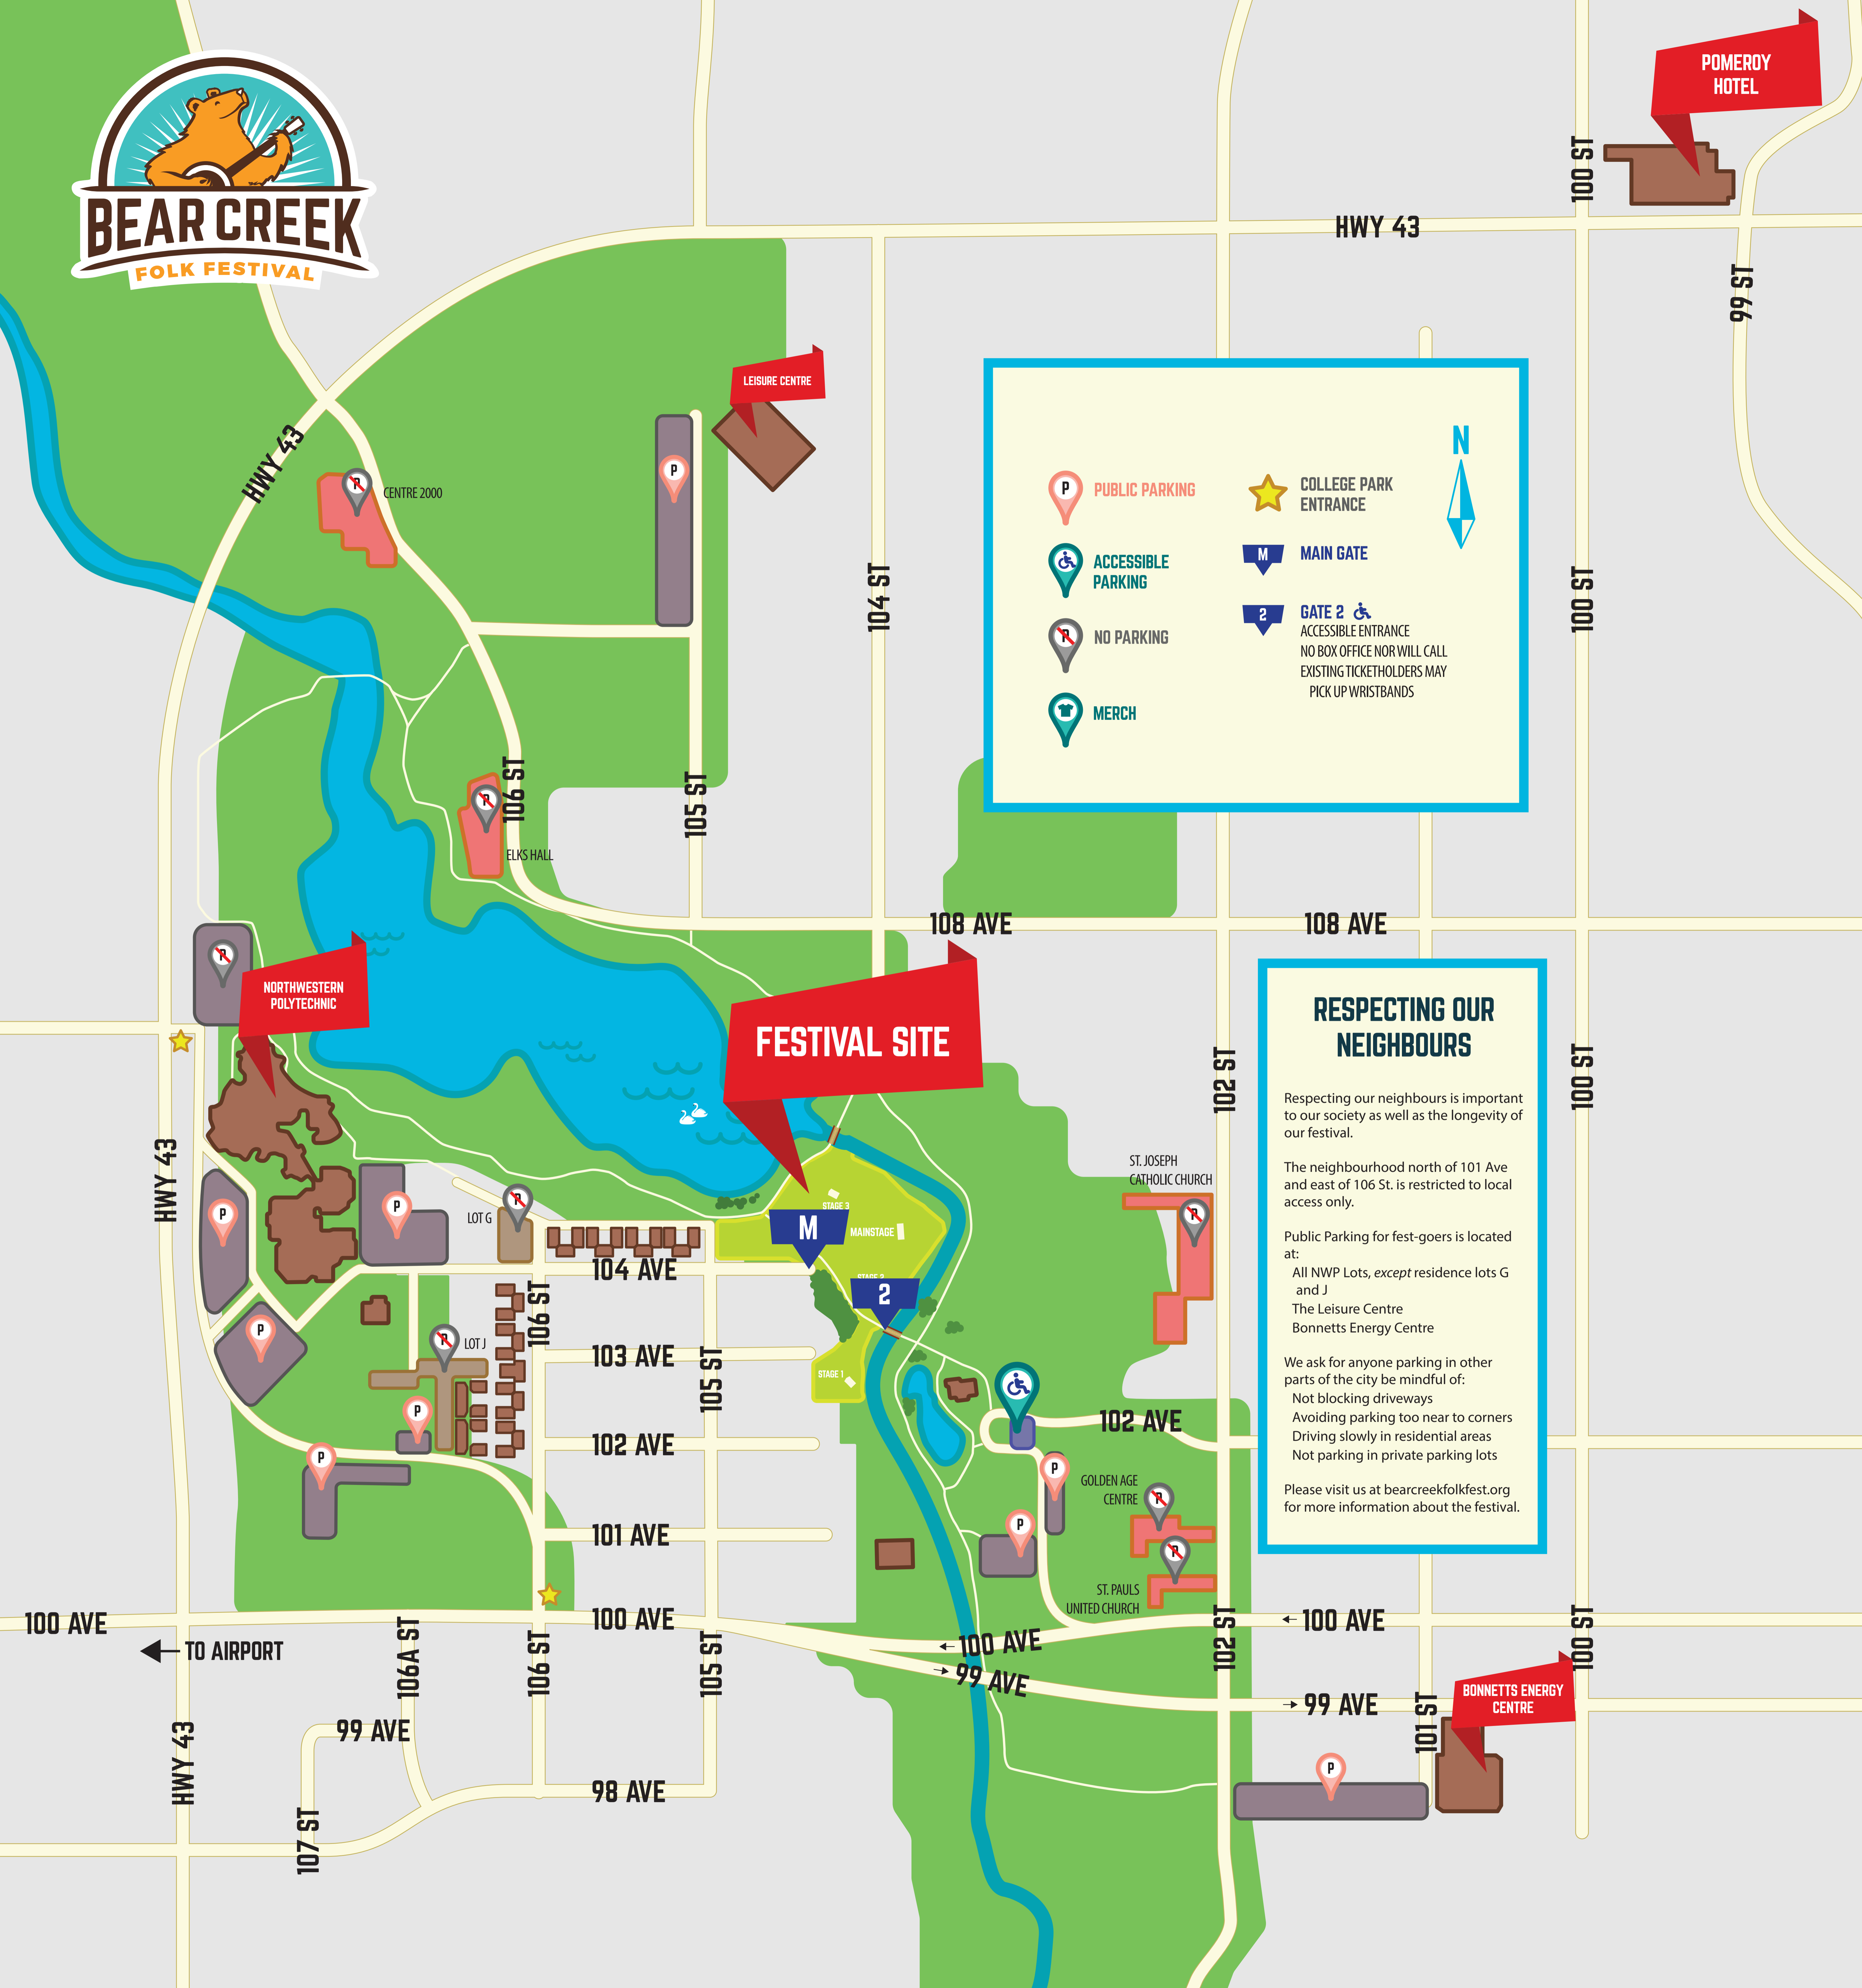 BEAR CREEK
FOLK FESTIVAL
POMEROY
HOTEL
100 ST
HWY 43
99 ST
LEISURE CENTRE
HWY 43
CENTRE 2000
P
P
104 ST
100 ST
N
P PUBLIC PARKING
ACCESSIBLE
PARKING
P NO PARKING
MERCH
COLLEGE PARK
ENTRANCE
M MAIN GATE
2 GATE 2
ACCESSIBLE ENTRANCE
NO BOX OFFICE NOR WILL CALL
EXISTING TICKETHOLDERS MAY
PICK UP WRISTBANDS
106 ST
105 ST
P
ELKS HALL
108 AVE
108 AVE
P
NORTHWESTERN
POLYTECHNIC
FESTIVAL SITE
102 ST
100 ST
RESPECTING OUR
NEIGHBOURS
Respecting our neighbours is important
to our society as well as the longevity of
our festival.
The neighbourhood north of 101 Ave
and east of 106 St. is restricted to local
access only.
Public Parking for fest-goers is located
at:
All NWP Lots, except residence lots G
and J
The Leisure Centre
Bonnetts Energy Centre
We ask for anyone parking in other
parts of the city be mindful of:
Not blocking driveways
Avoiding parking too near to corners
Driving slowly in residential areas
Not parking in private parking lots
Please visit us at bearcreekfolkfest.org
for more information about the festival.
HWY 43
ST. JOSEPH
CATHOLIC CHURCH
P
P
P
LOT G
P
STAGE 3
M
MAINSTAGE
STAGE 2
2
104 AVE
106 ST
P
LOT J
P
103 AVE
105 ST
STAGE 1
P
102 AVE
102 AVE
P
P
GOLDEN AGE
CENTRE
P
P
101 AVE
P
ST. PAULS
UNITED CHURCH
100 AVE
TO AIRPORT
100 AVE
100 AVE
100 AVE
99 AVE
99 AVE
106A ST
106 ST
105 ST
102 ST
100 ST
101 ST
BONNETTS ENERGY
CENTRE
HWY 43
99 AVE
98 AVE
107 ST
P